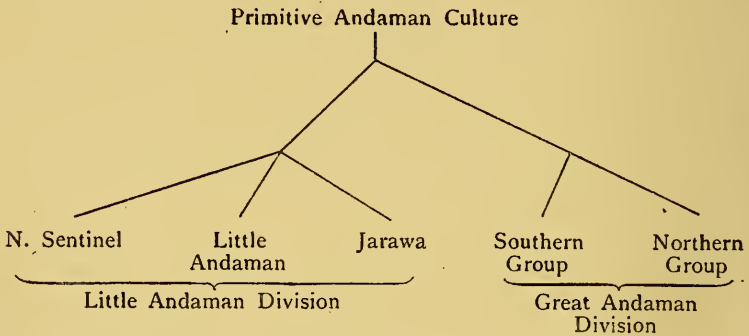 Primitive Andaman Culture
N. Sentinel
Little
Andaman
Jarawa
Southern
Group
Northern
Group
Little Andaman Division
Great Andaman
Division